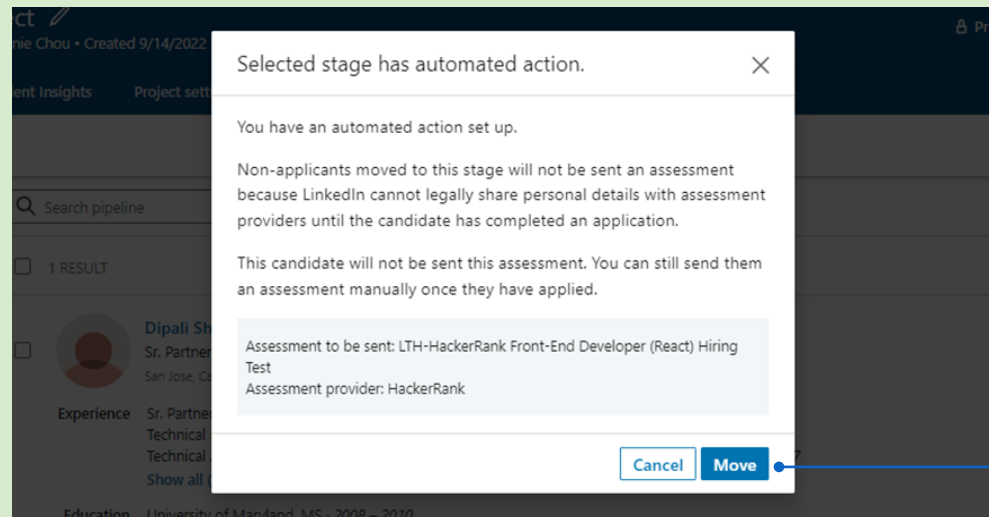 ct
nie Chou • Created 9/14/2022
Pr
ent Insights Project sett
Selected stage has automated action.
You have an automated action set up.
Non-applicants moved to this stage will not be sent an assessment
because LinkedIn cannot legally share personal details with assessment
providers until the candidate has completed an application.
This candidate will not be sent this assessment. You can still send them
an assessment manually once they have applied.
Assessment to be sent: LTH-HackerRank Front-End Developer (React) Hiring
Test
Assessment provider: HackerRank
Cancel Move
Search pipeline
1 RESULT
Dipali Sh
Sr. Partner
San Jose, Ca
Experience Sr. Partne
Technical
Technical
7
Show all (
Education University of Maryland, MS · 2008 – 2010